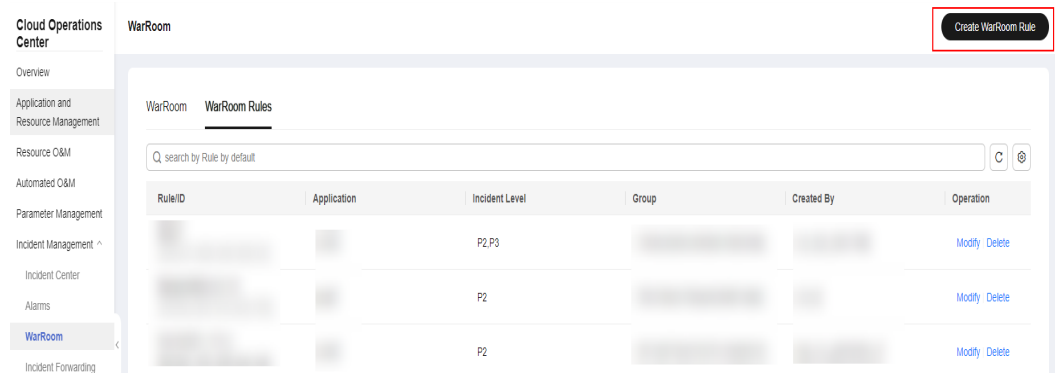 Cloud Operations
Center
Overview
Application and
Resource Management
Resource O&M
Automated O&M
Parameter Management
Incident Management
Incident Center
Alarms
WarRoom
Incident Forwarding
WarRoom
Create WarRoom Rule
WarRoom WarRoom Rules
search by Rule by default
Rule/ID Application Incident Level Group Created By Operation
P2,P3 Modify Delete
P2 Modify Delete
P2 Modify Delete